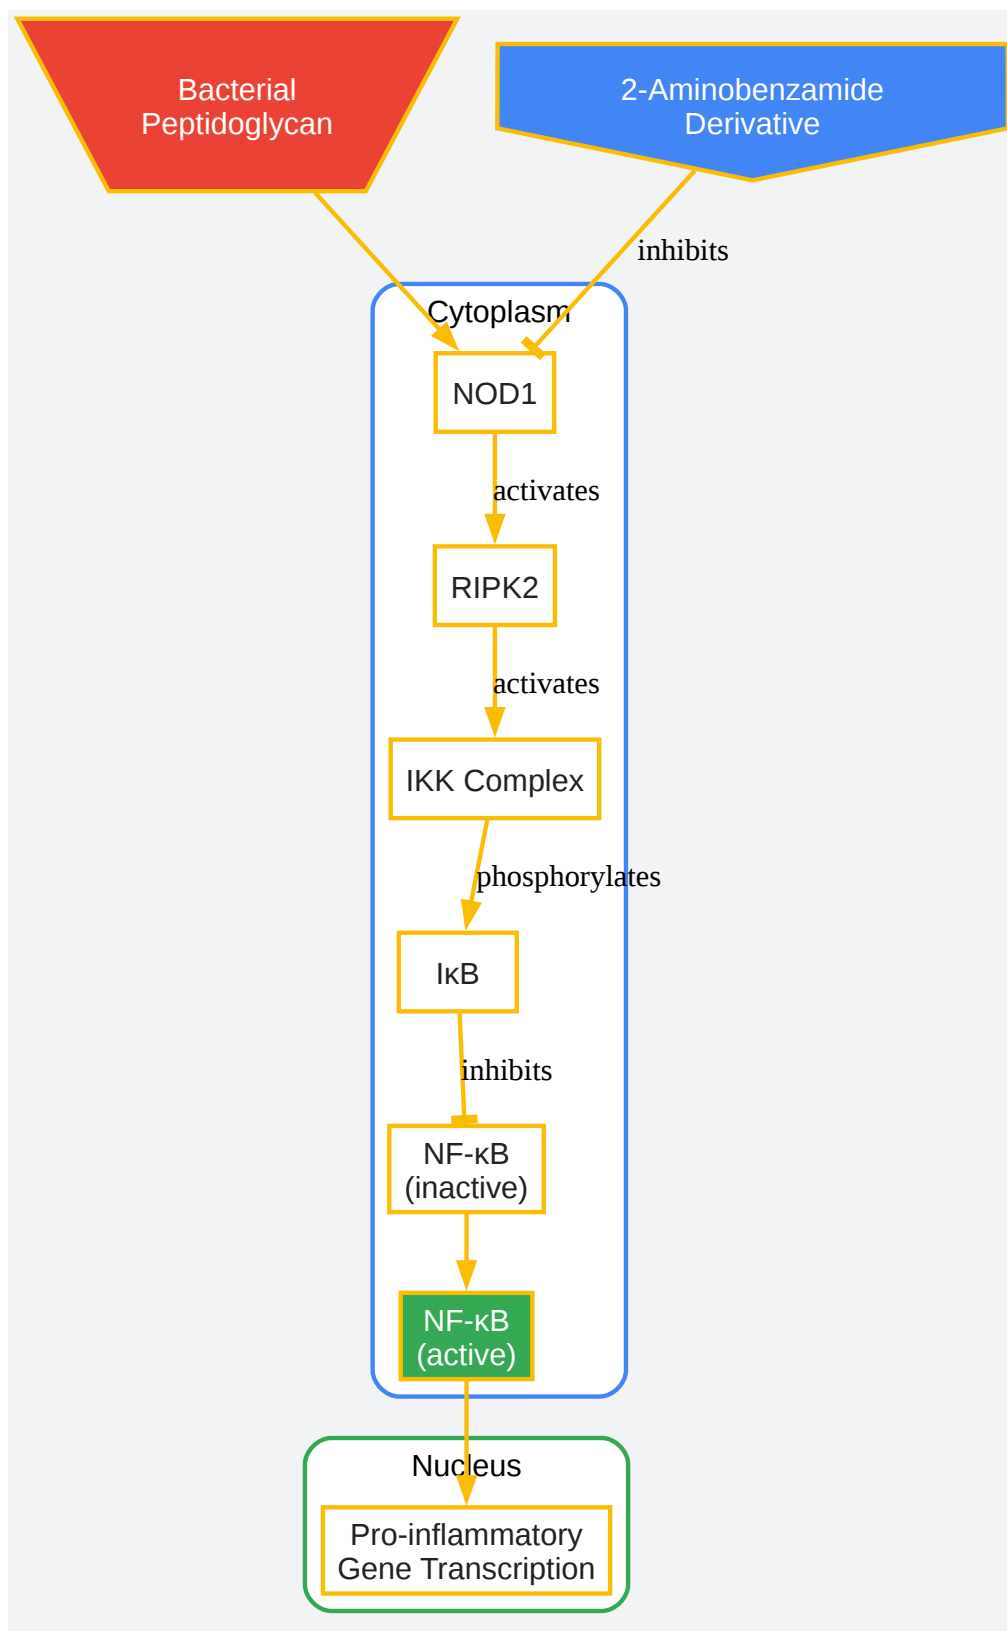 Bacterial
Peptidoglycan
2-Aminobenzamide
Derivative
inhibits
Cytoplasm
NOD1
activates
RIPK2
activates
IKK Complex
phosphorylates
IκB
inhibits
NF-κB
(inactive)
NF-κB
(active)
Nucleus
Pro-inflammatory
Gene Transcription